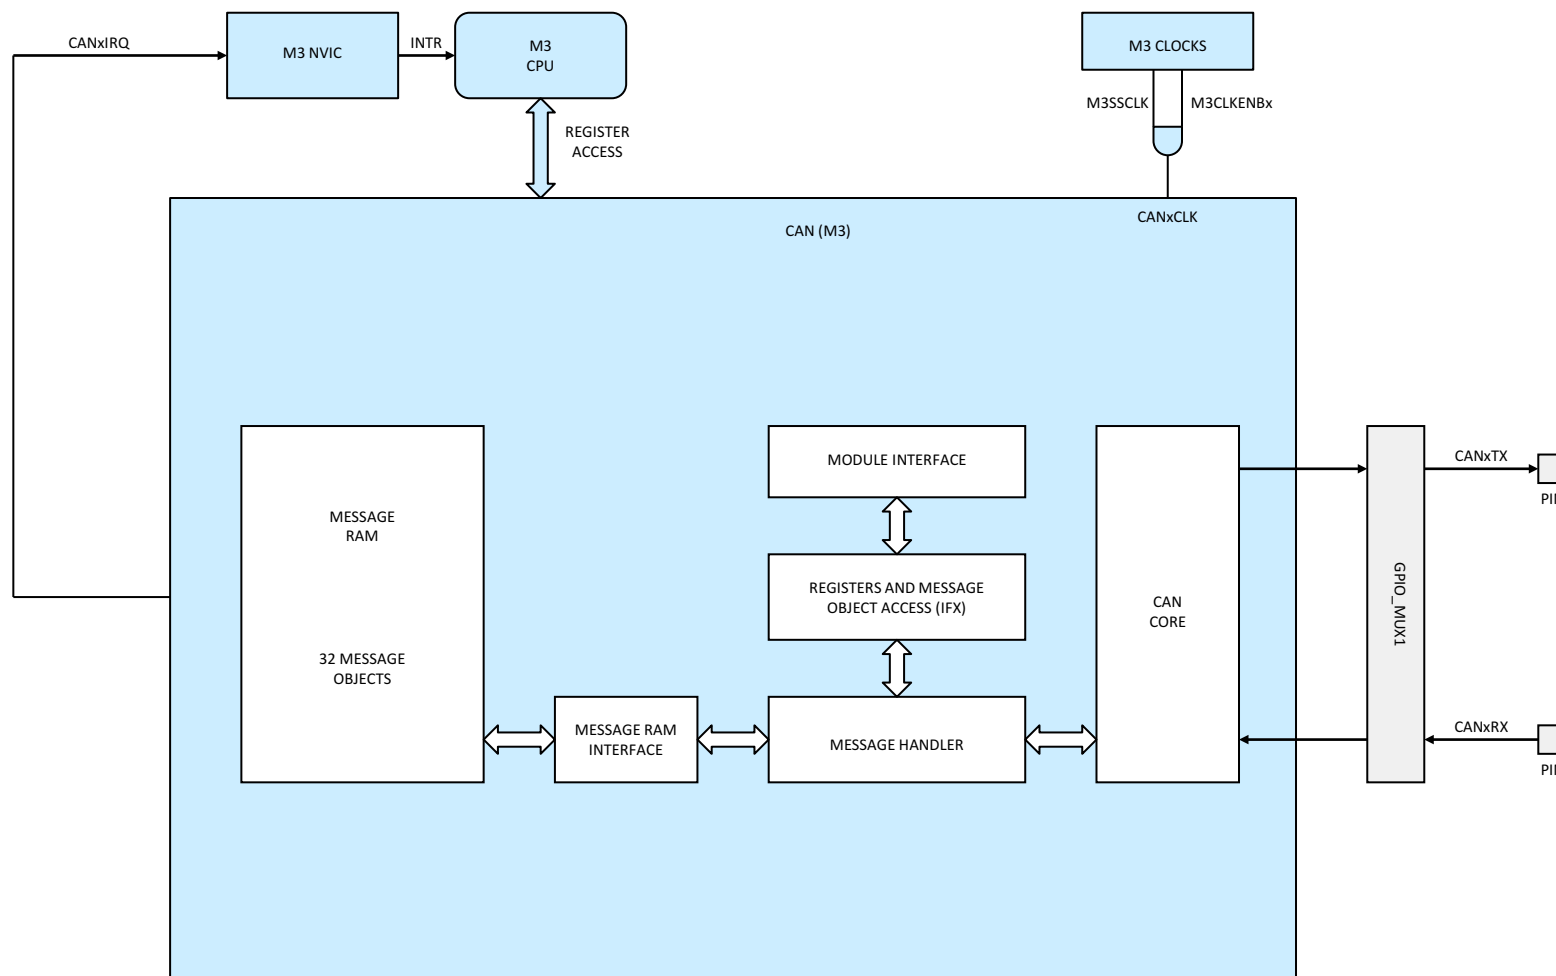 CANxIRQ
M3 NVIC
INTR
M3
CPU
M3 CLOCKS
M3SSCLK
M3CLKENBx
REGISTER
ACCESS
CANxCLK
CAN (M3)
MESSAGE
RAM
32 MESSAGE
OBJECTS
MODULE INTERFACE
REGISTERS AND MESSAGE
OBJECT ACCESS (IFX)
MESSAGE RAM
INTERFACE
MESSAGE HANDLER
CAN
CORE
GPIO_MUX1
CANxTX
CANxRX